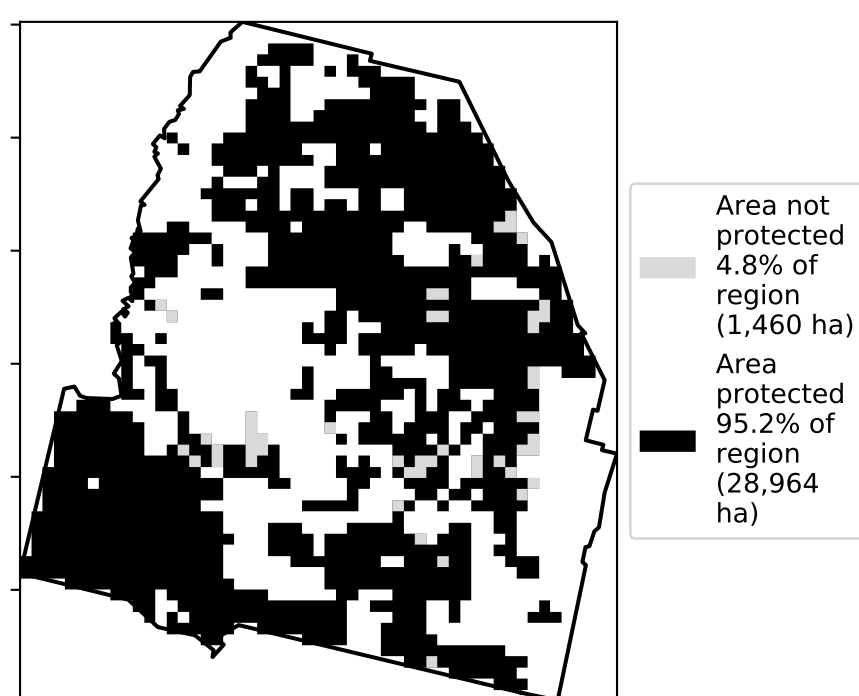 Area not
protected
4.8% of
region
(1,460 ha)
Area
protected
95.2% of
region
(28,964
ha)